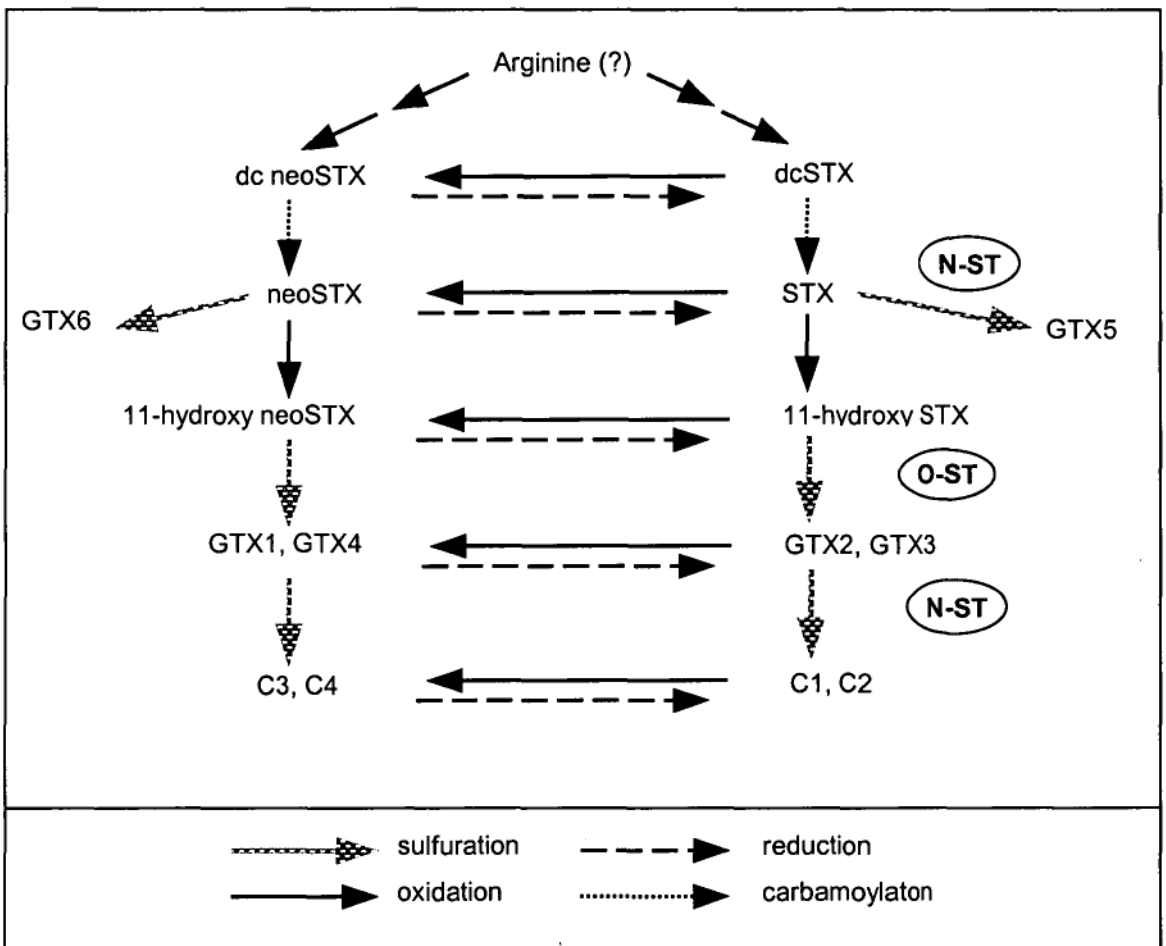 Arginine (?)
dc neoSTX
dcSTX
N-ST
neoSTX
STX
GTX6
GTX5
11-hydroxy neoSTX
11-hydroxy STX
O-ST
GTX1, GTX4
GTX2, GTX3
N-ST
C3, C4
C1, C2
sulfuration
reduction
oxidation
carbamoylaton